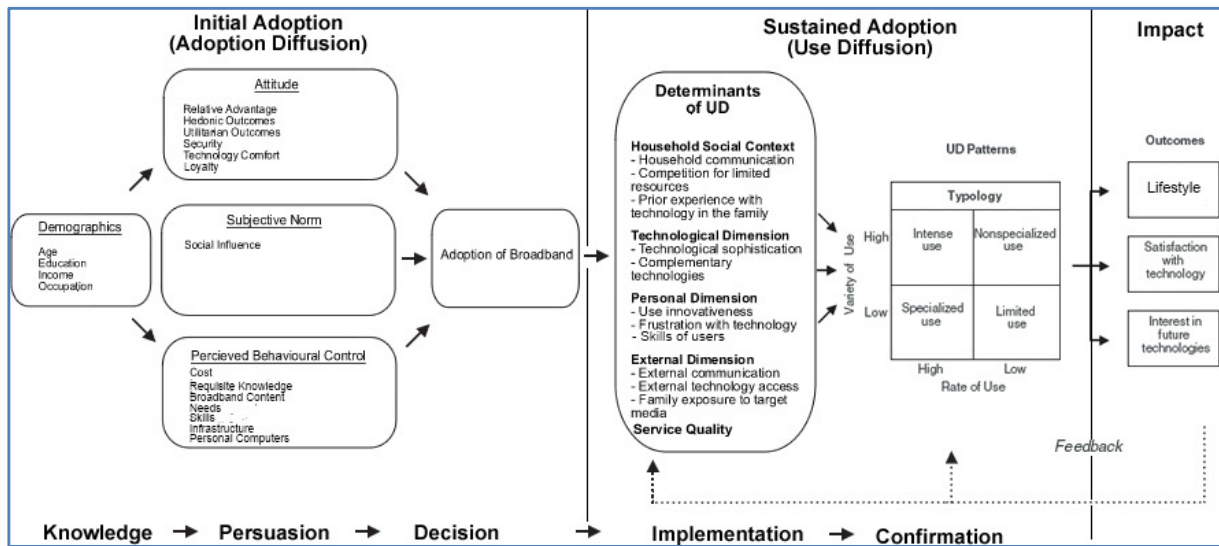 Initial Adoption
(Adoption Diffusion)
Sustained Adoption
(Use Diffusion)
Impact
Demographics
Age
Education
Income
Occupation
Attitude
Relative Advantage
Hedonic Outcomes
Utilitarian Outcomes
Security
Technology Comfort
Loyalty
Subjective Norm
Social Influence
Percieved Behavioural Control
Cost
Requisite Knowledge
Broadband Content
Needs
Skills
Infrastructure
Personal Computers
Adoption of Broadband
Determinants
of UD
Household Social Context
- Household communication
- Competition for limited
resources
- Prior experience with
technology in the family
Technological Dimension
- Technological sophistication
- Complementary
technologies
Personal Dimension
- Use innovativeness
- Frustration with technology
- Skills of users
External Dimension
- External communication
- External technology access
- Family exposure to target
media
Service Quality
UD Patterns
Typology
Variety of Use
High
Intense
use
Nonspecialized
use
Low
Specialized
use
Limited
use
High
Low
Rate of Use
Outcomes
Lifestyle
Satisfaction
with
technology
Interest in
future
technologies
Feedback
Knowledge
Persuasion
Decision
Implementation
Confirmation